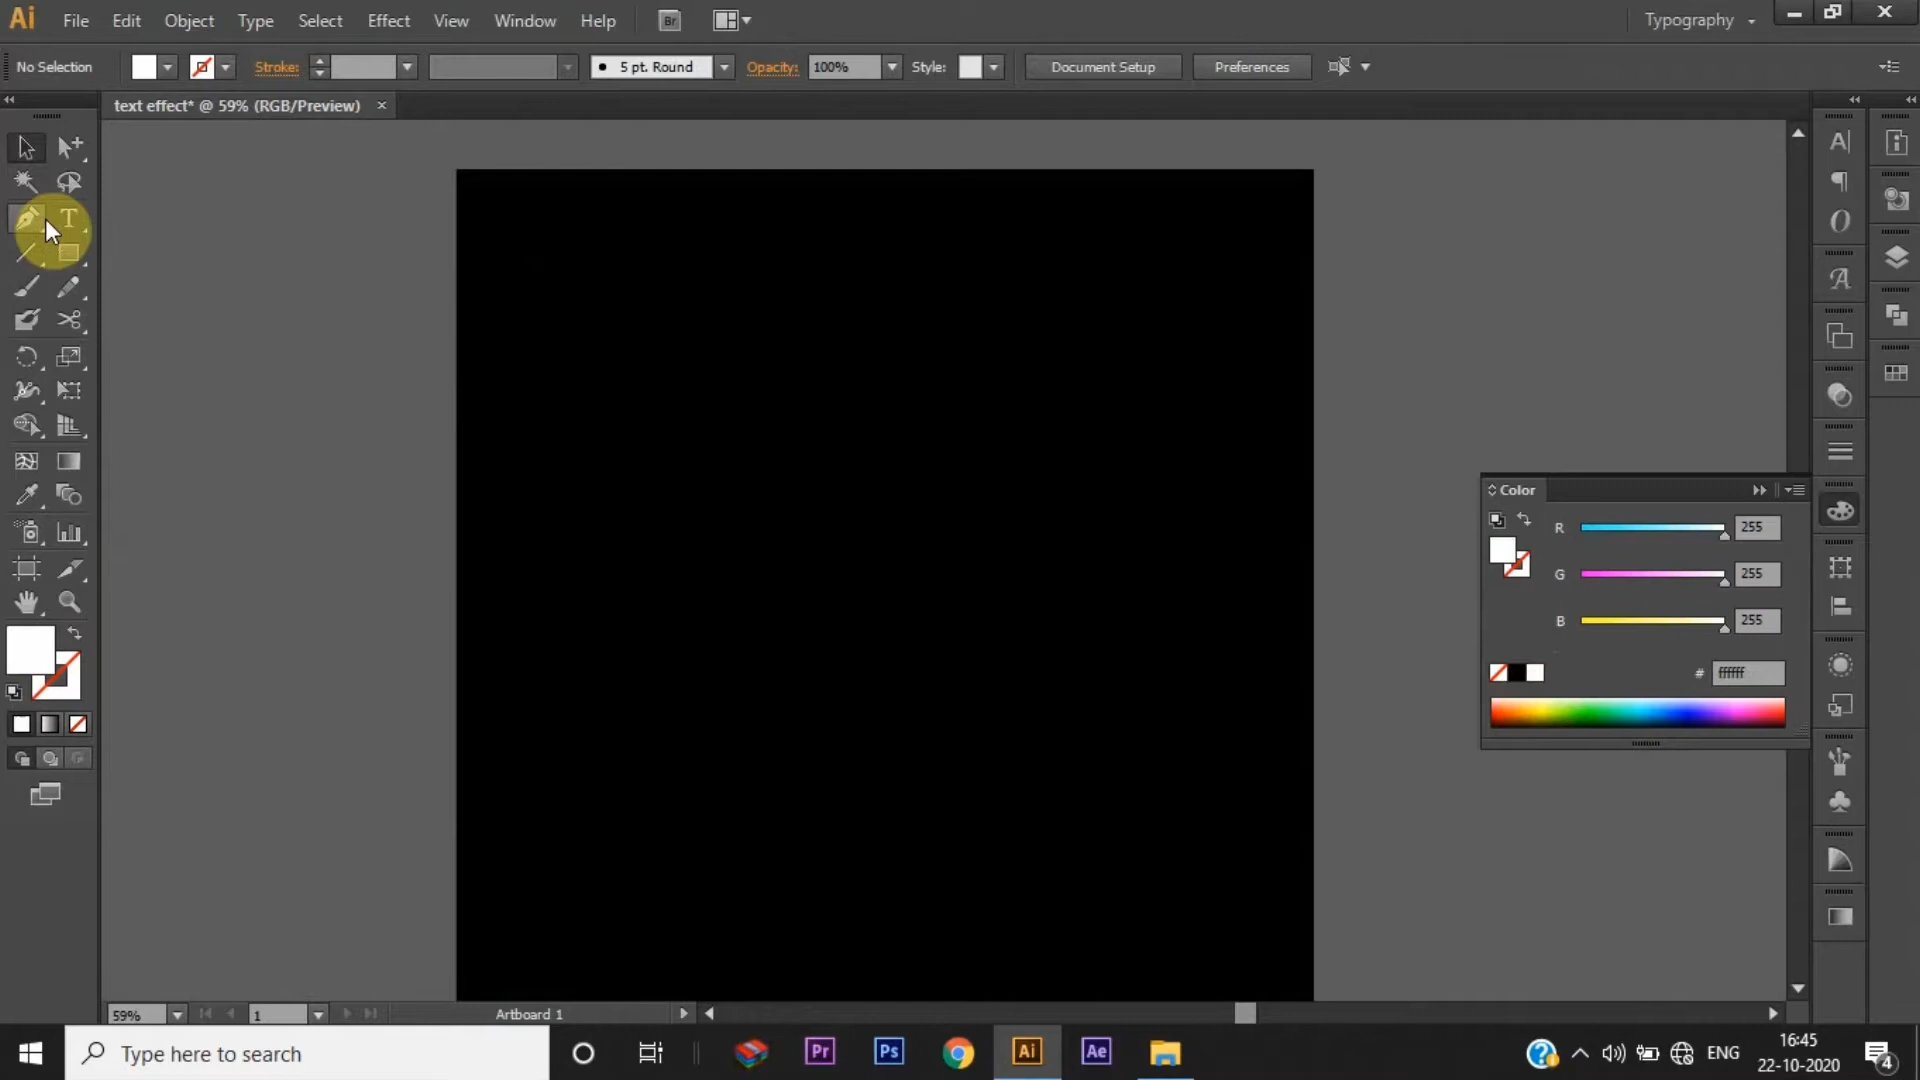 Ai File Edit Object Type Select Effect View Window Help Br Typography
No Selection Stroke: 5 pt. Round Opacity: 100% Style: Document Setup Preferences
text effect* @ 59% (RGB/Preview)
T
Color
R 255
G 255
B 255
# ffffff
59% 1 Artboard 1
Type here to search Pr Ps Ai Ae ENG 16:45
22-10-2020 4